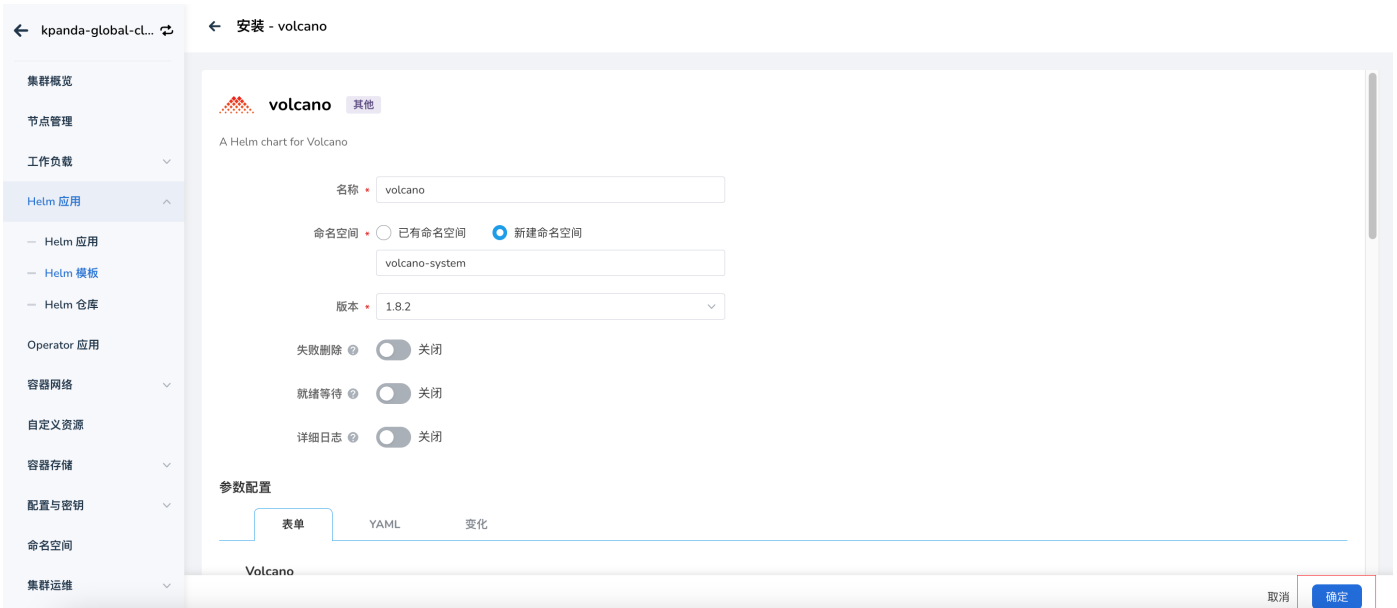 kpanda-global-cl...
安装 - volcano
集群概览
节点管理
工作负载
Helm 应用
Helm 应用
Helm 模板
Helm 仓库
Operator 应用
容器网络
自定义资源
容器存储
配置与密钥
命名空间
集群运维
volcano 其他
A Helm chart for Volcano
名称 * volcano
命名空间 * 已有命名空间 新建命名空间
volcano-system
版本 * 1.8.2
失败删除 ? 关闭
就绪等待 ? 关闭
详细日志 ? 关闭
参数配置
表单 YAML 变化
Volcano
取消 确定